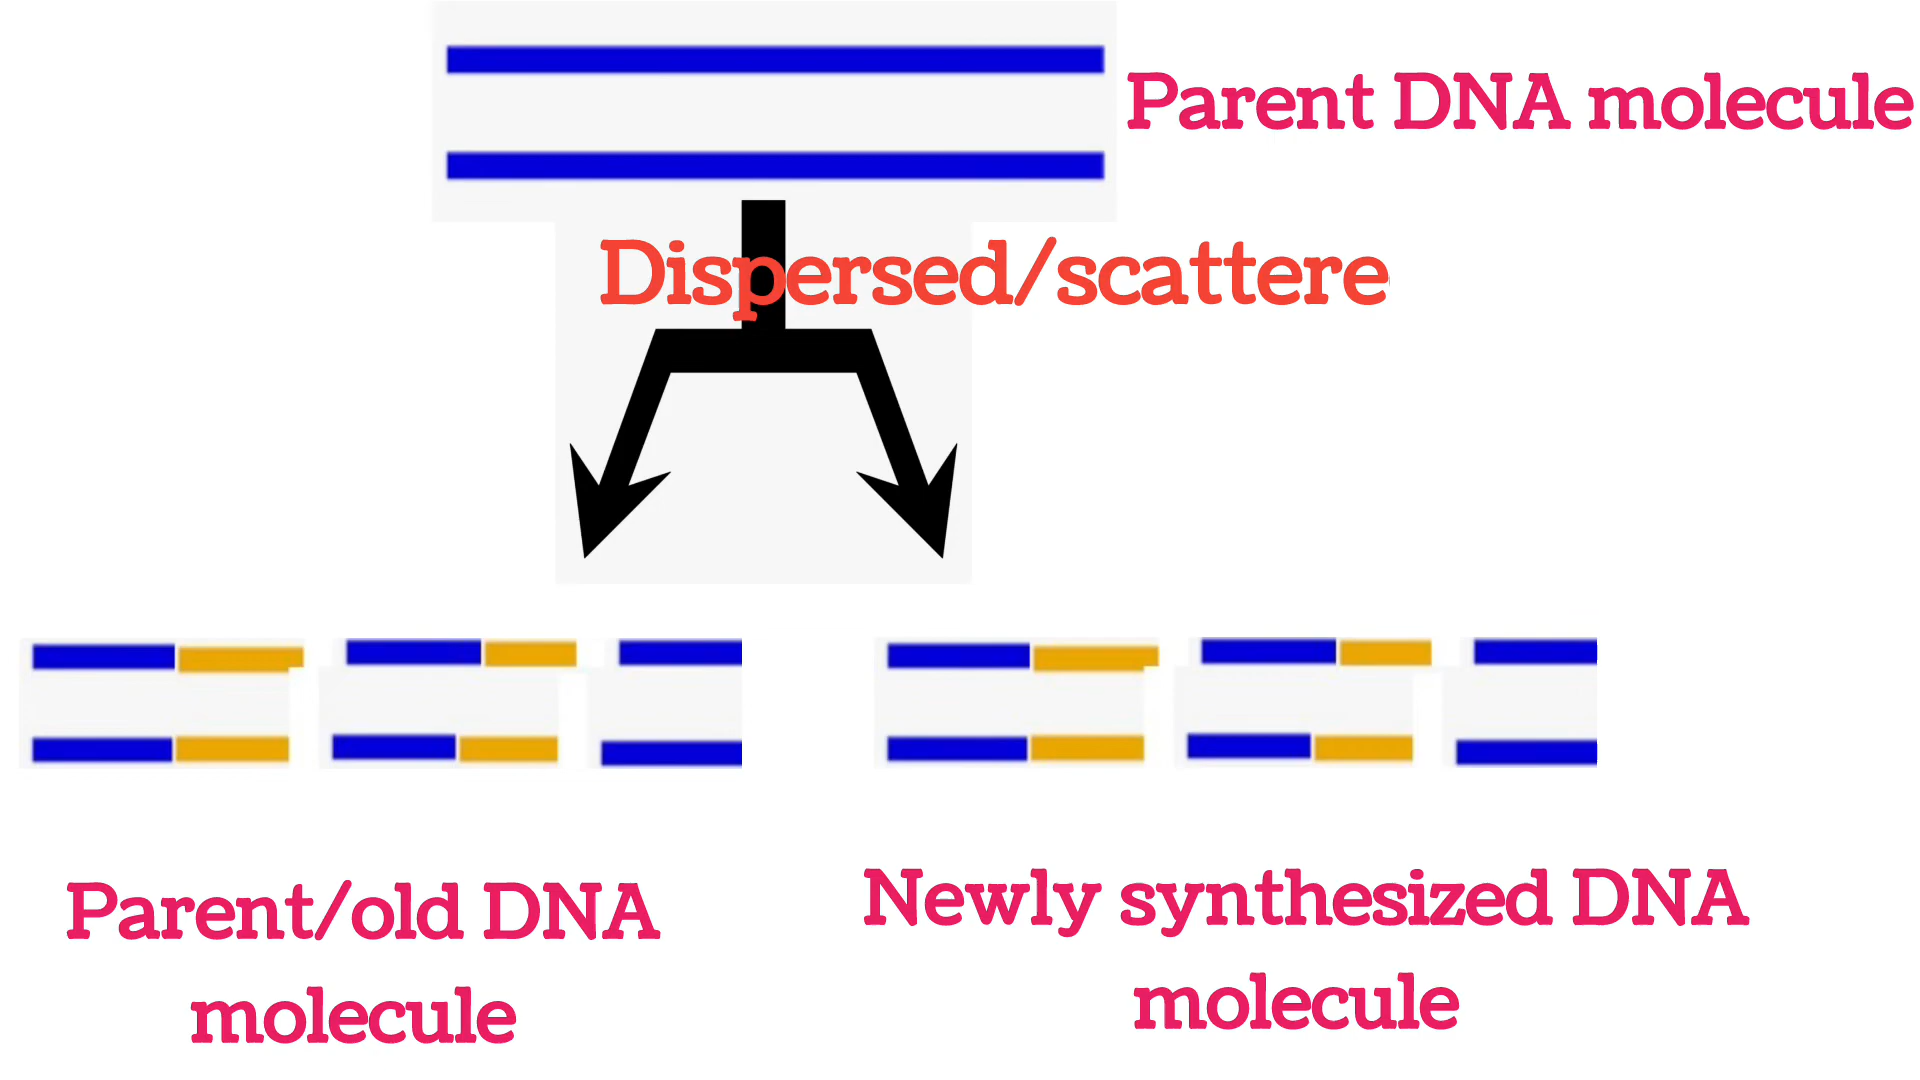 Parent DNA molecule
Dispersed/scattere
Parent/old DNA
molecule
Newly synthesized DNA
molecule